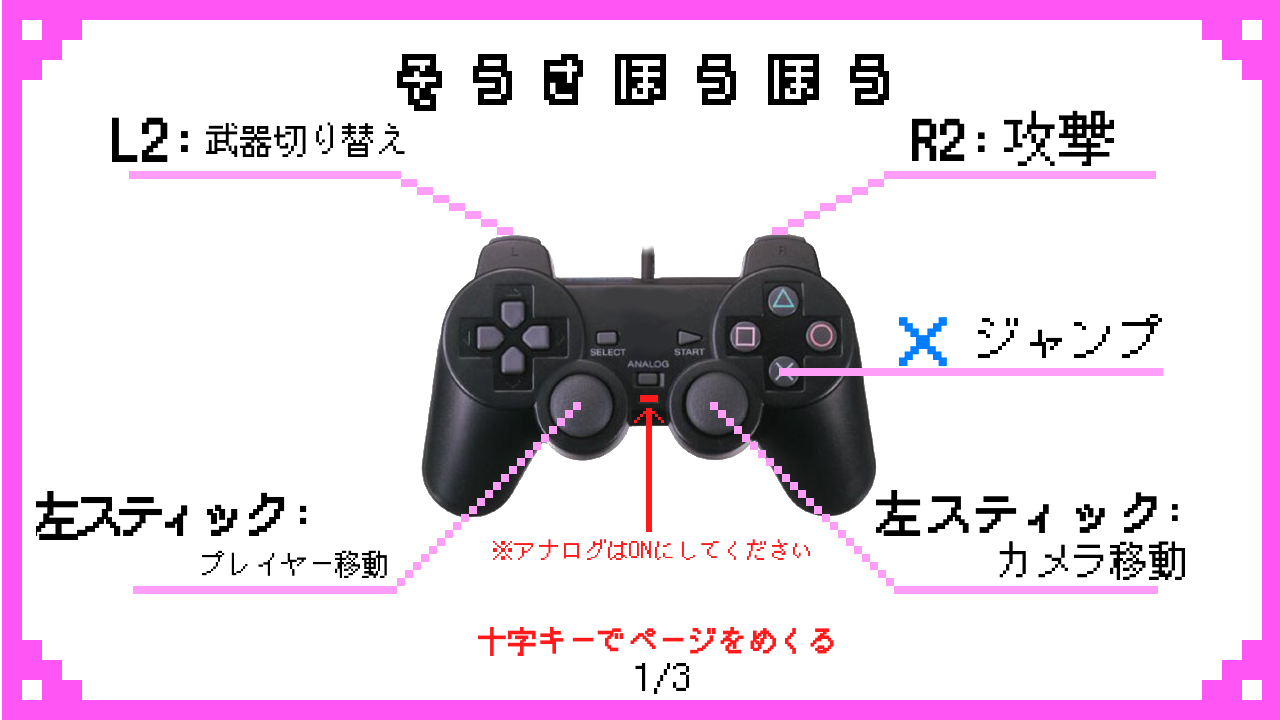 そうさほうほう
L2: 武器切り替え
R2: 攻撃
L
R
SELECT
START
ANALOG
× ジャンプ
左スティック:
プレイヤー移動
左スティック:
カメラ移動
※アナログはONにしてください
十字キーでページをめくる
1/3